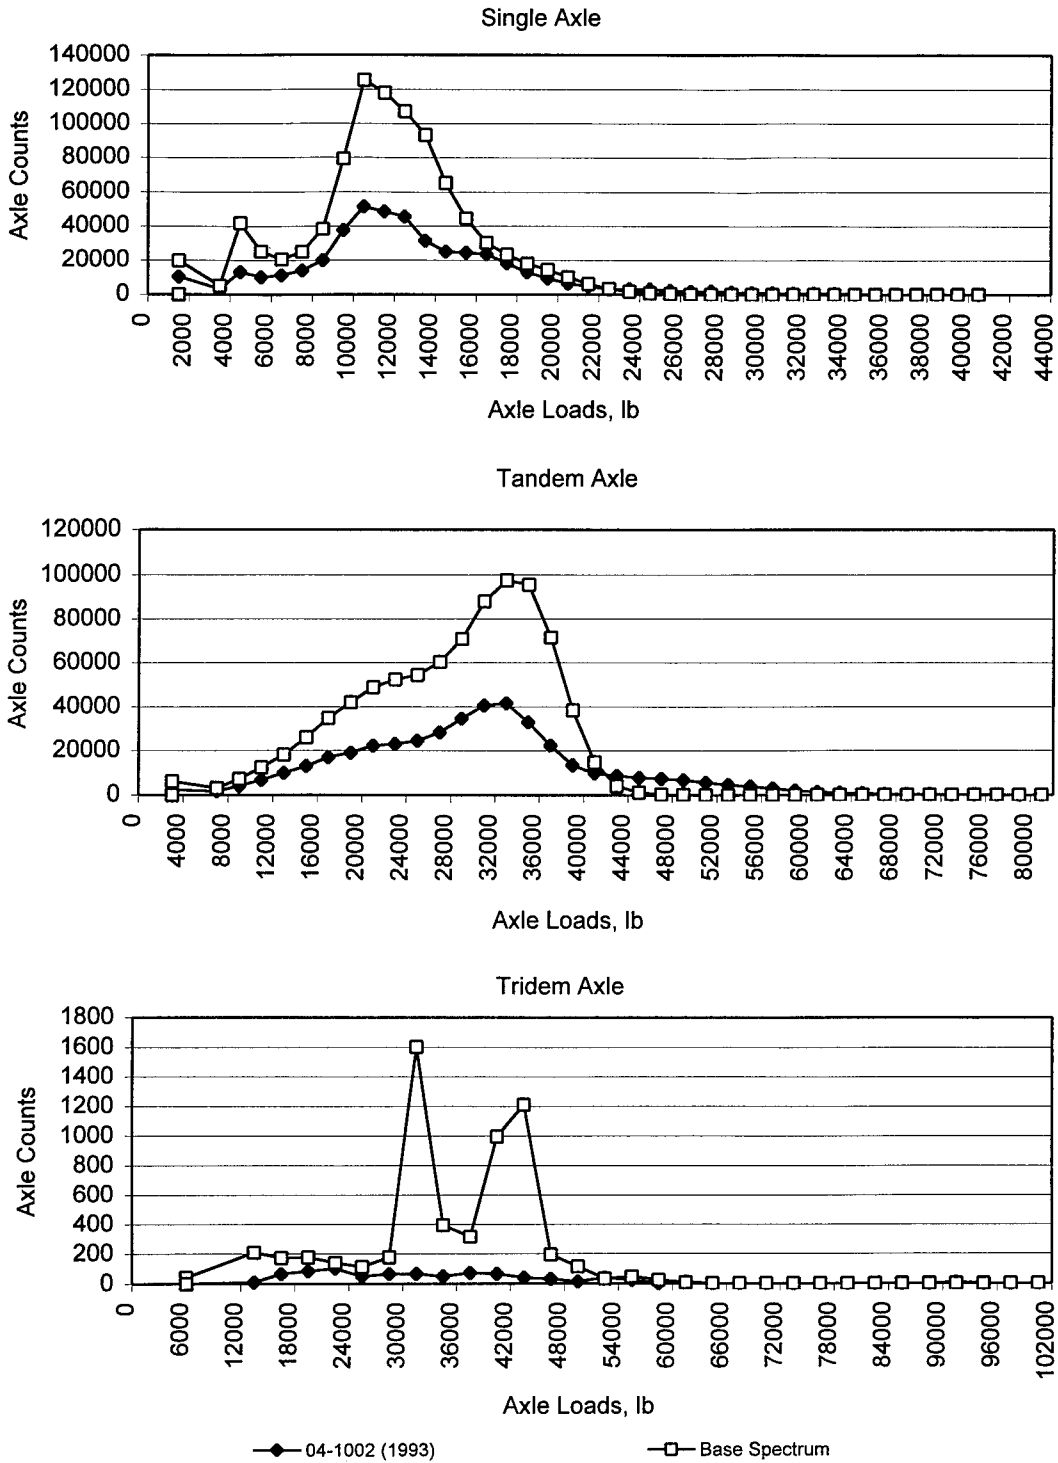 Single Axle
140000
120000
100000
80000
60000
40000
20000
0
Axle Counts
0 2000 4000 6000 8000 10000 12000 14000 16000 18000 20000 22000 24000 26000 28000 30000 32000 34000 36000 38000 40000 42000 44000
Axle Loads, lb
Tandem Axle
120000
100000
80000
60000
40000
20000
0
Axle Counts
0 4000 8000 12000 16000 20000 24000 28000 32000 36000 40000 44000 48000 52000 56000 60000 64000 68000 72000 76000 80000
Axle Loads, lb
Tridem Axle
1800
1600
1400
1200
1000
800
600
400
200
0
Axle Counts
0 6000 12000 18000 24000 30000 36000 42000 48000 54000 60000 66000 72000 78000 84000 90000 96000 102000
Axle Loads, lb
04-1002 (1993) Base Spectrum